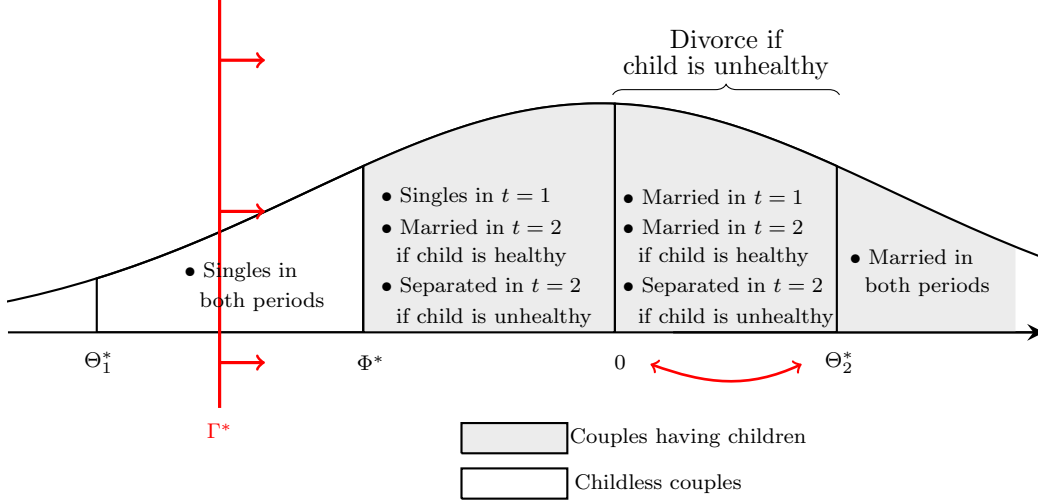 Divorce if
child is unhealthy
• Singles in
both periods
• Singles in t = 1
• Married in t = 2
if child is healthy
• Separated in t = 2
if child is unhealthy
• Married in t = 1
• Married in t = 2
if child is healthy
• Separated in t = 2
if child is unhealthy
• Married in
both periods
Θ₁*
Φ*
0
Θ₂*
Γ*
Couples having children
Childless couples